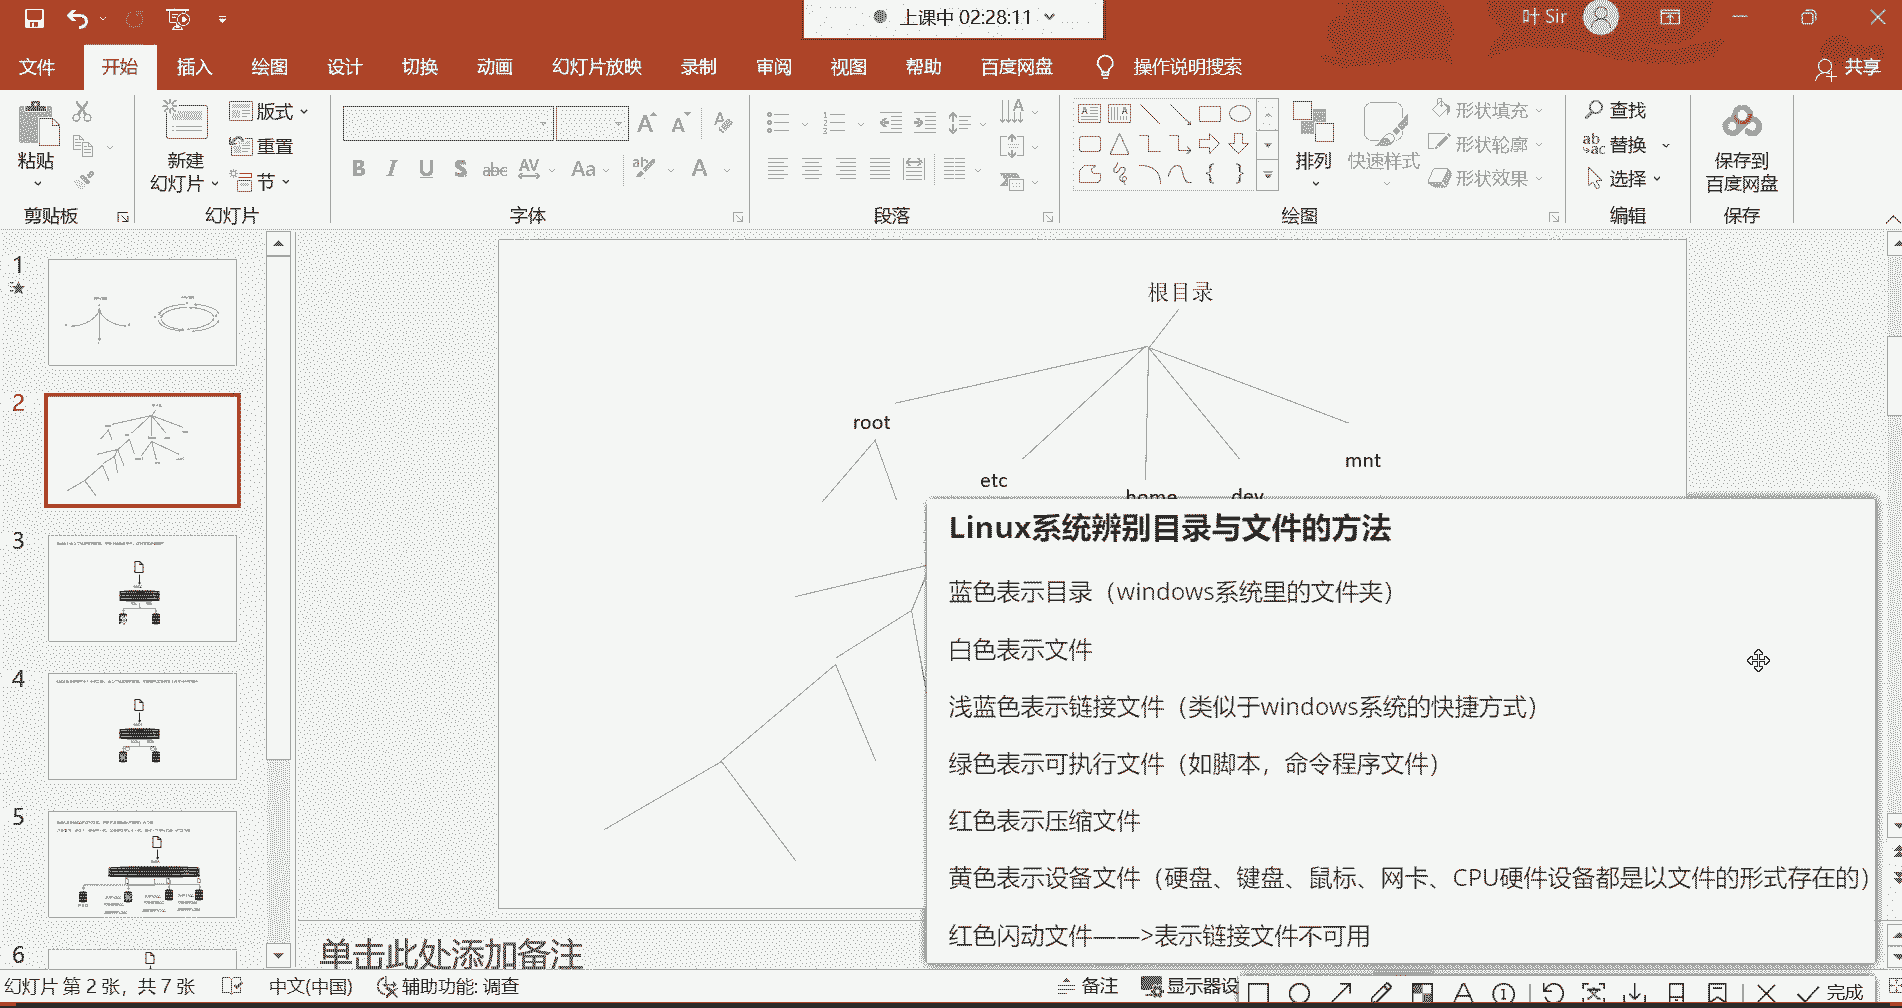 上课中 02:28:11
叶 Sir
文件 开始 插入 绘图 设计 切换 动画 幻灯片放映 录制 审阅 视图 帮助 百度网盘 操作说明搜索 共享
粘贴
新建
幻灯片
版式
重置
节
B I U S abc AV Aa A
排列
快速样式
形状填充
形状轮廓
形状效果
查找
替换
选择
保存到
百度网盘
剪贴板 幻灯片 字体 段落 绘图 编辑 保存
1
2
3
4
5
6
根目录
root
etc
home
dev
mnt
Linux系统辨别目录与文件的方法
蓝色表示目录（windows系统里的文件夹）
白色表示文件
浅蓝色表示链接文件（类似于windows系统的快捷方式）
绿色表示可执行文件（如脚本，命令程序文件）
红色表示压缩文件
黄色表示设备文件（硬盘、键盘、鼠标、网卡、CPU硬件设备都是以文件的形式存在的）
红色闪动文件——>表示链接文件不可用
单击此处添加备注
幻灯片 第 2 张，共 7 张 中文(中国) 辅助功能: 调查 备注 显示器设 完成